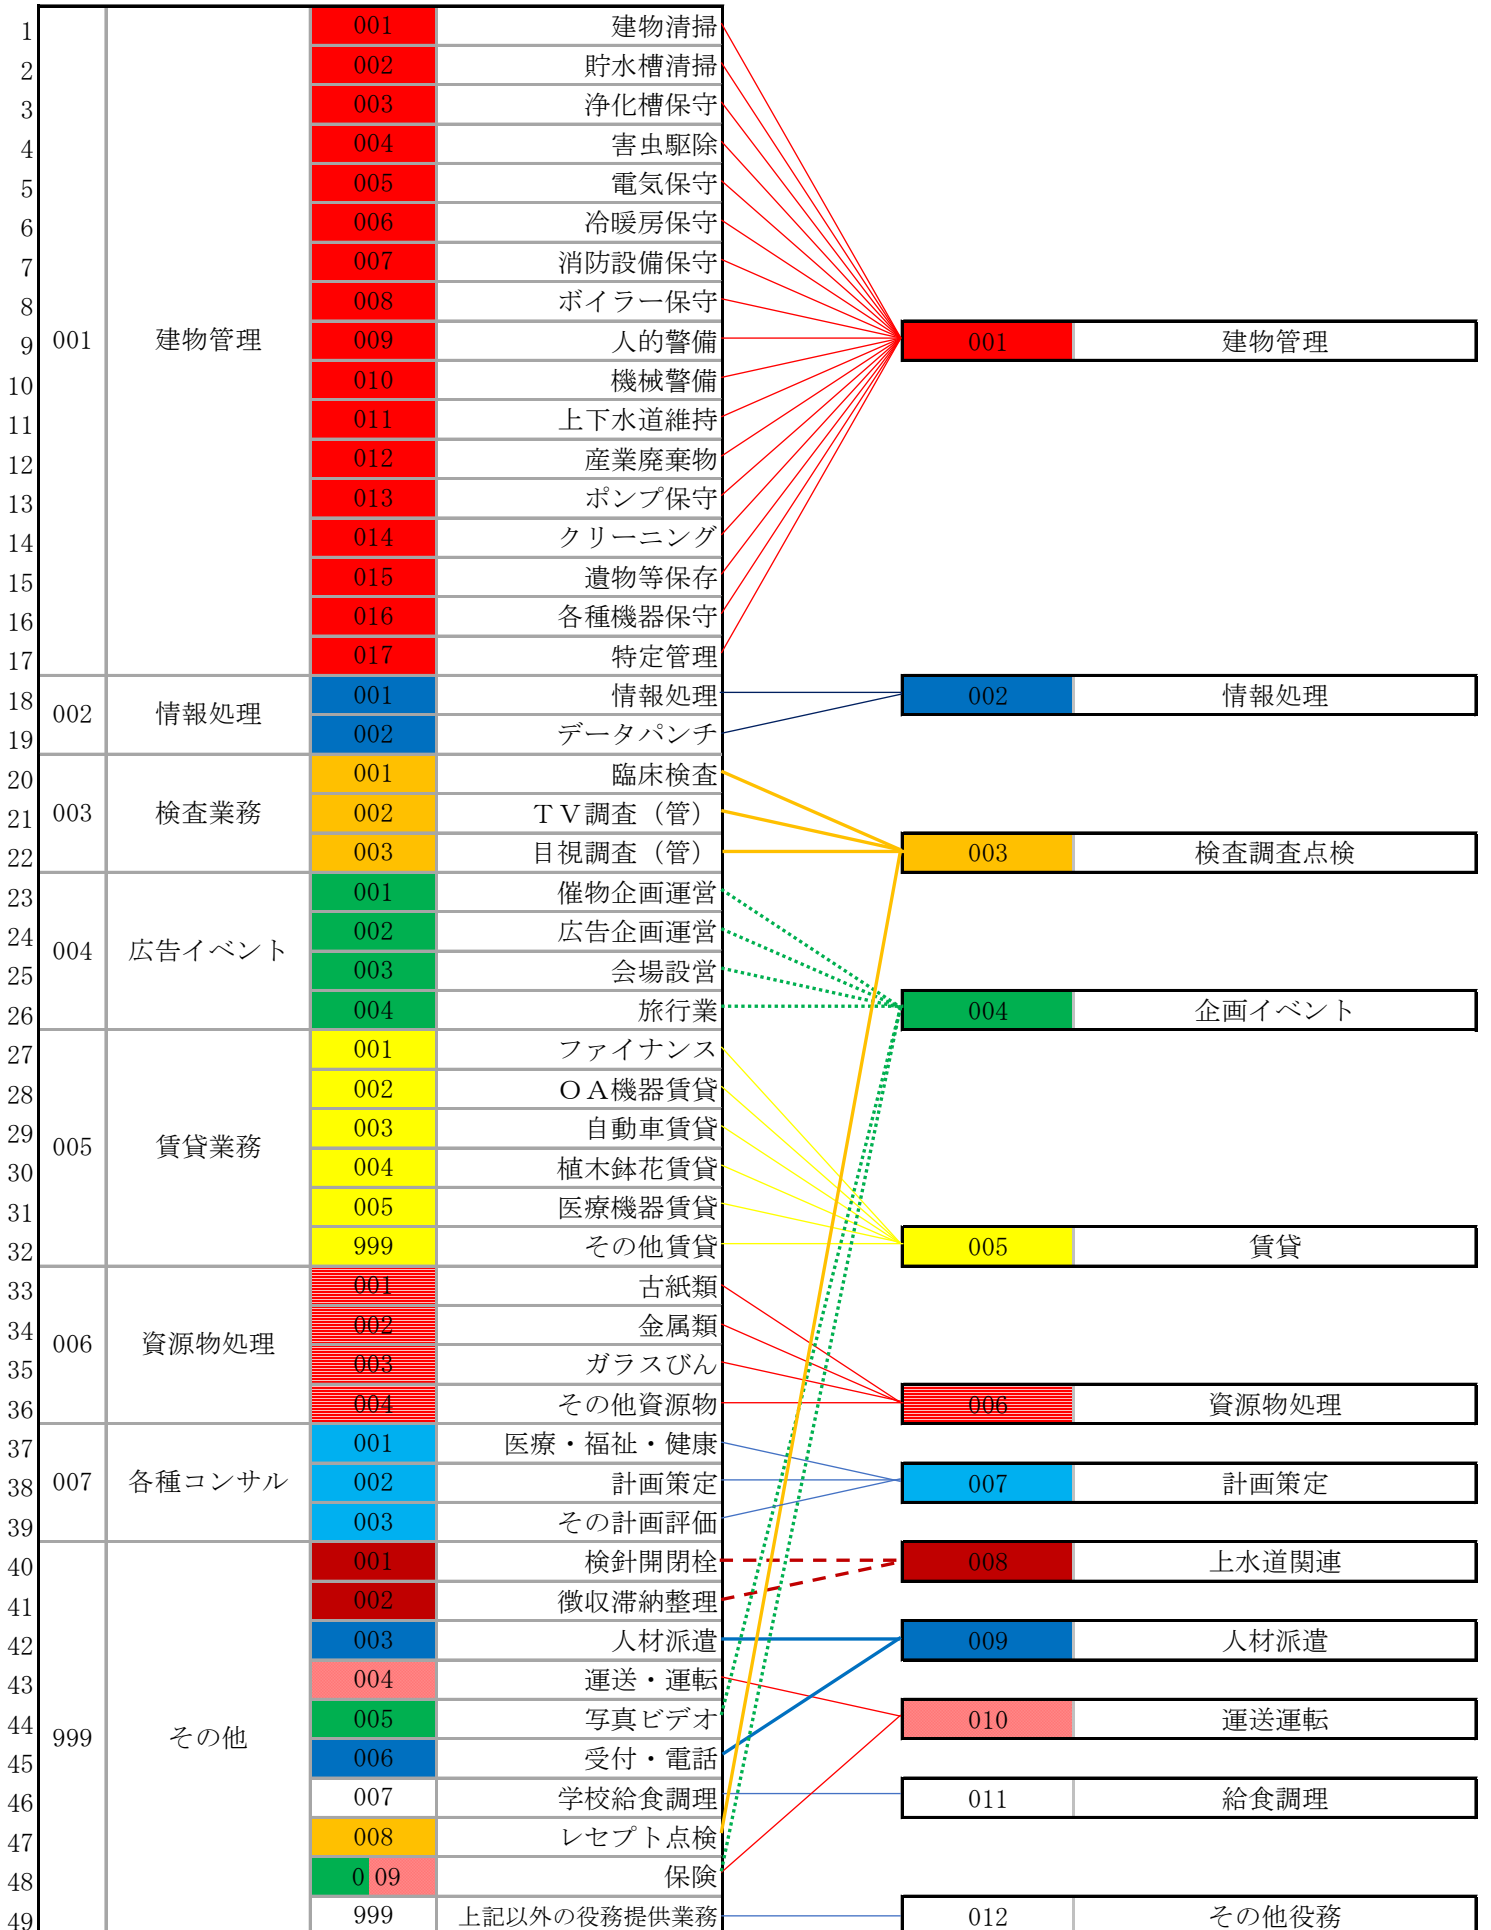 1 001 建物清掃
2 002 貯水槽清掃
3 003 浄化槽保守
4 004 害虫駆除
5 005 電気保守
6 006 冷暖房保守
7 007 消防設備保守
8 008 ボイラー保守
9 001 建物管理 009 人的警備 001 建物管理
10 010 機械警備
11 011 上下水道維持
12 012 産業廃棄物
13 013 ポンプ保守
14 014 クリーニング
15 015 遺物等保存
16 016 各種機器保守
17 017 特定管理
18 002 情報処理 001 情報処理 002 情報処理
19 002 データパンチ
20 001 臨床検査
21 003 検査業務 002 ＴＶ調査（管）
22 003 目視調査（管） 003 検査調査点検
23 001 催物企画運営
24 004 広告イベント 002 広告企画運営
25 003 会場設営
26 004 旅行業 004 企画イベント
27 001 ファイナンス
28 002 ＯＡ機器賃貸
29 005 賃貸業務 003 自動車賃貸
30 004 植木鉢花賃貸
31 005 医療機器賃貸
32 999 その他賃貸 005 賃貸
33 001 古紙類
34 006 資源物処理 002 金属類
35 003 ガラスびん
36 004 その他資源物 006 資源物処理
37 001 医療・福祉・健康
38 007 各種コンサル 002 計画策定 007 計画策定
39 003 その計画評価
40 001 検針開閉栓 008 上水道関連
41 002 徴収滞納整理
42 003 人材派遣 009 人材派遣
43 004 運送・運転
44 999 その他 005 写真ビデオ 010 運送運転
45 006 受付・電話
46 007 学校給食調理 011 給食調理
47 008 レセプト点検
48 009 保険
49 999 上記以外の役務提供業務 012 その他役務